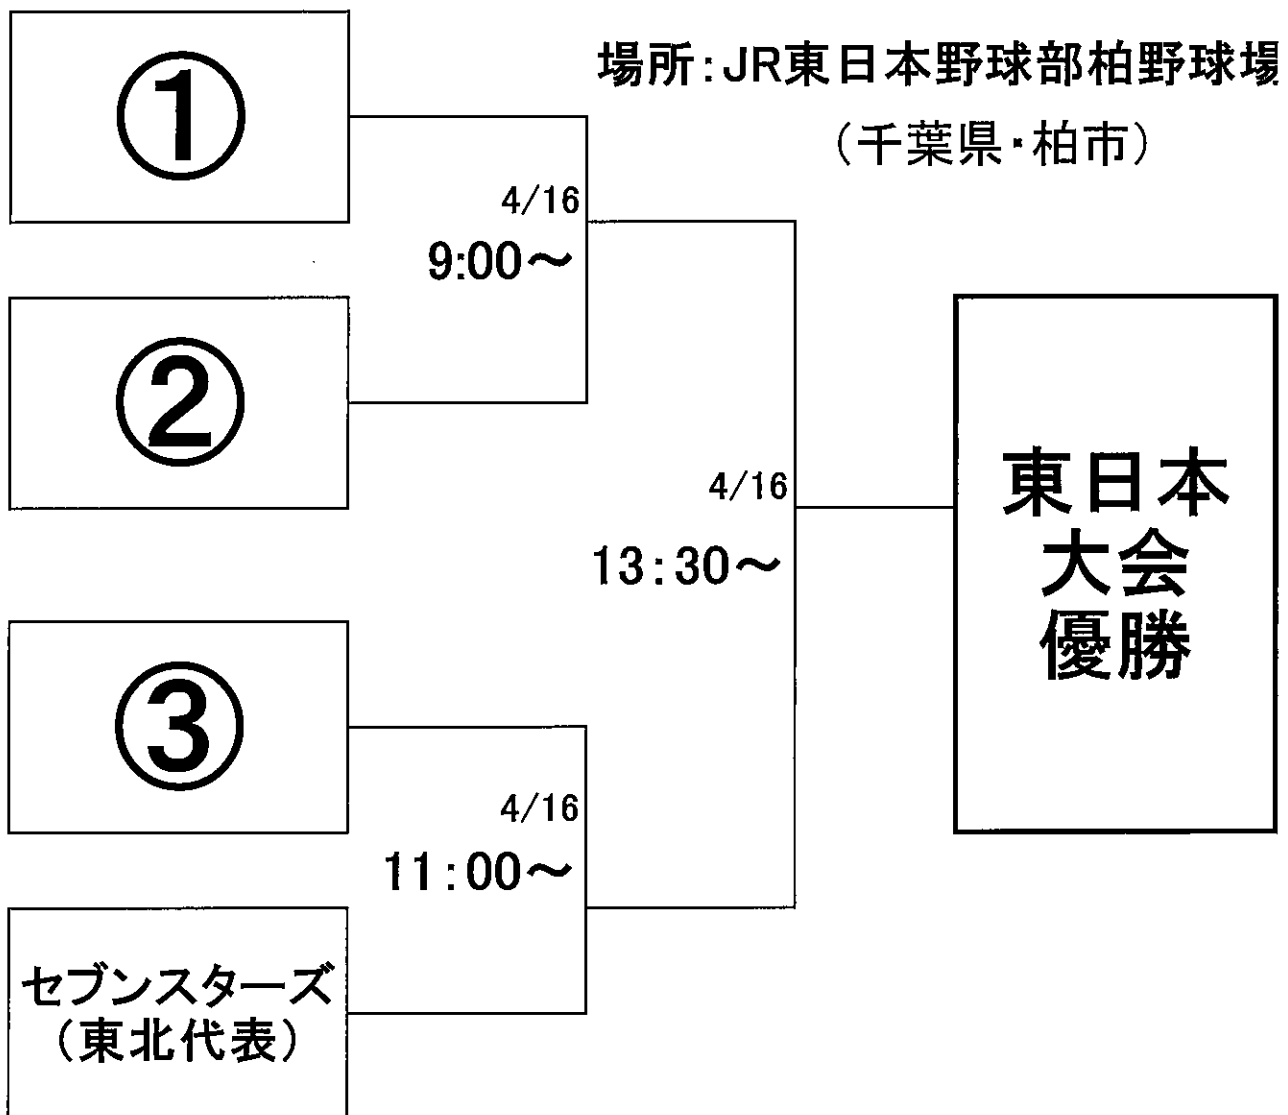 場所:JR東日本野球部柏野球場
（千葉県・柏市）
①
4/16
9:00～
②
4/16
13:30～
東日本
大会
優勝
③
4/16
11:00～
セブンスターズ
（東北代表）